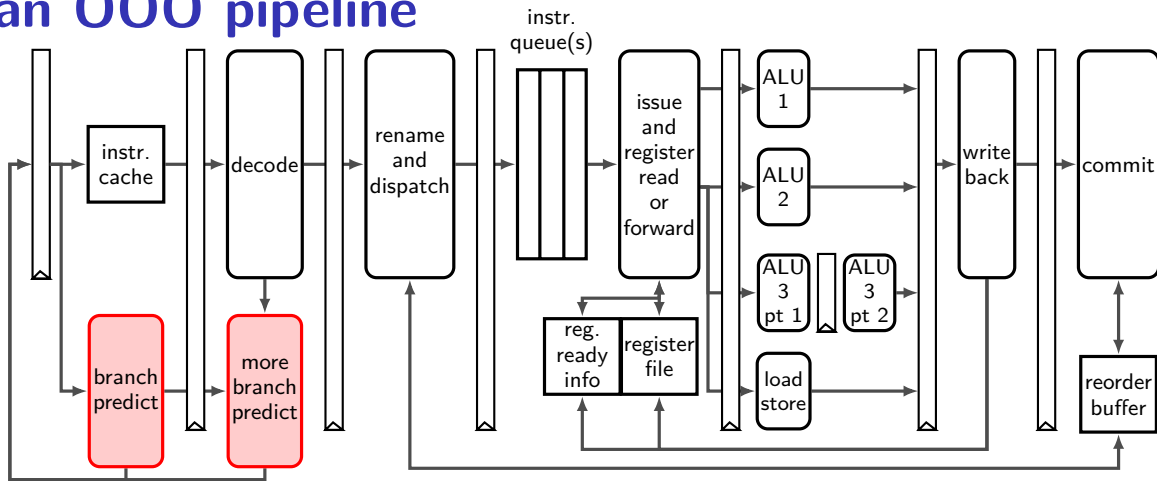 an OOO pipeline
instr.
queue(s)
instr.
cache
decode
rename
and
dispatch
issue
and
register
read
or
forward
ALU
1
ALU
2
ALU
3
pt 1
ALU
3
pt 2
load
store
write
back
commit
branch
predict
more
branch
predict
reg.
ready
info
register
file
reorder
buffer